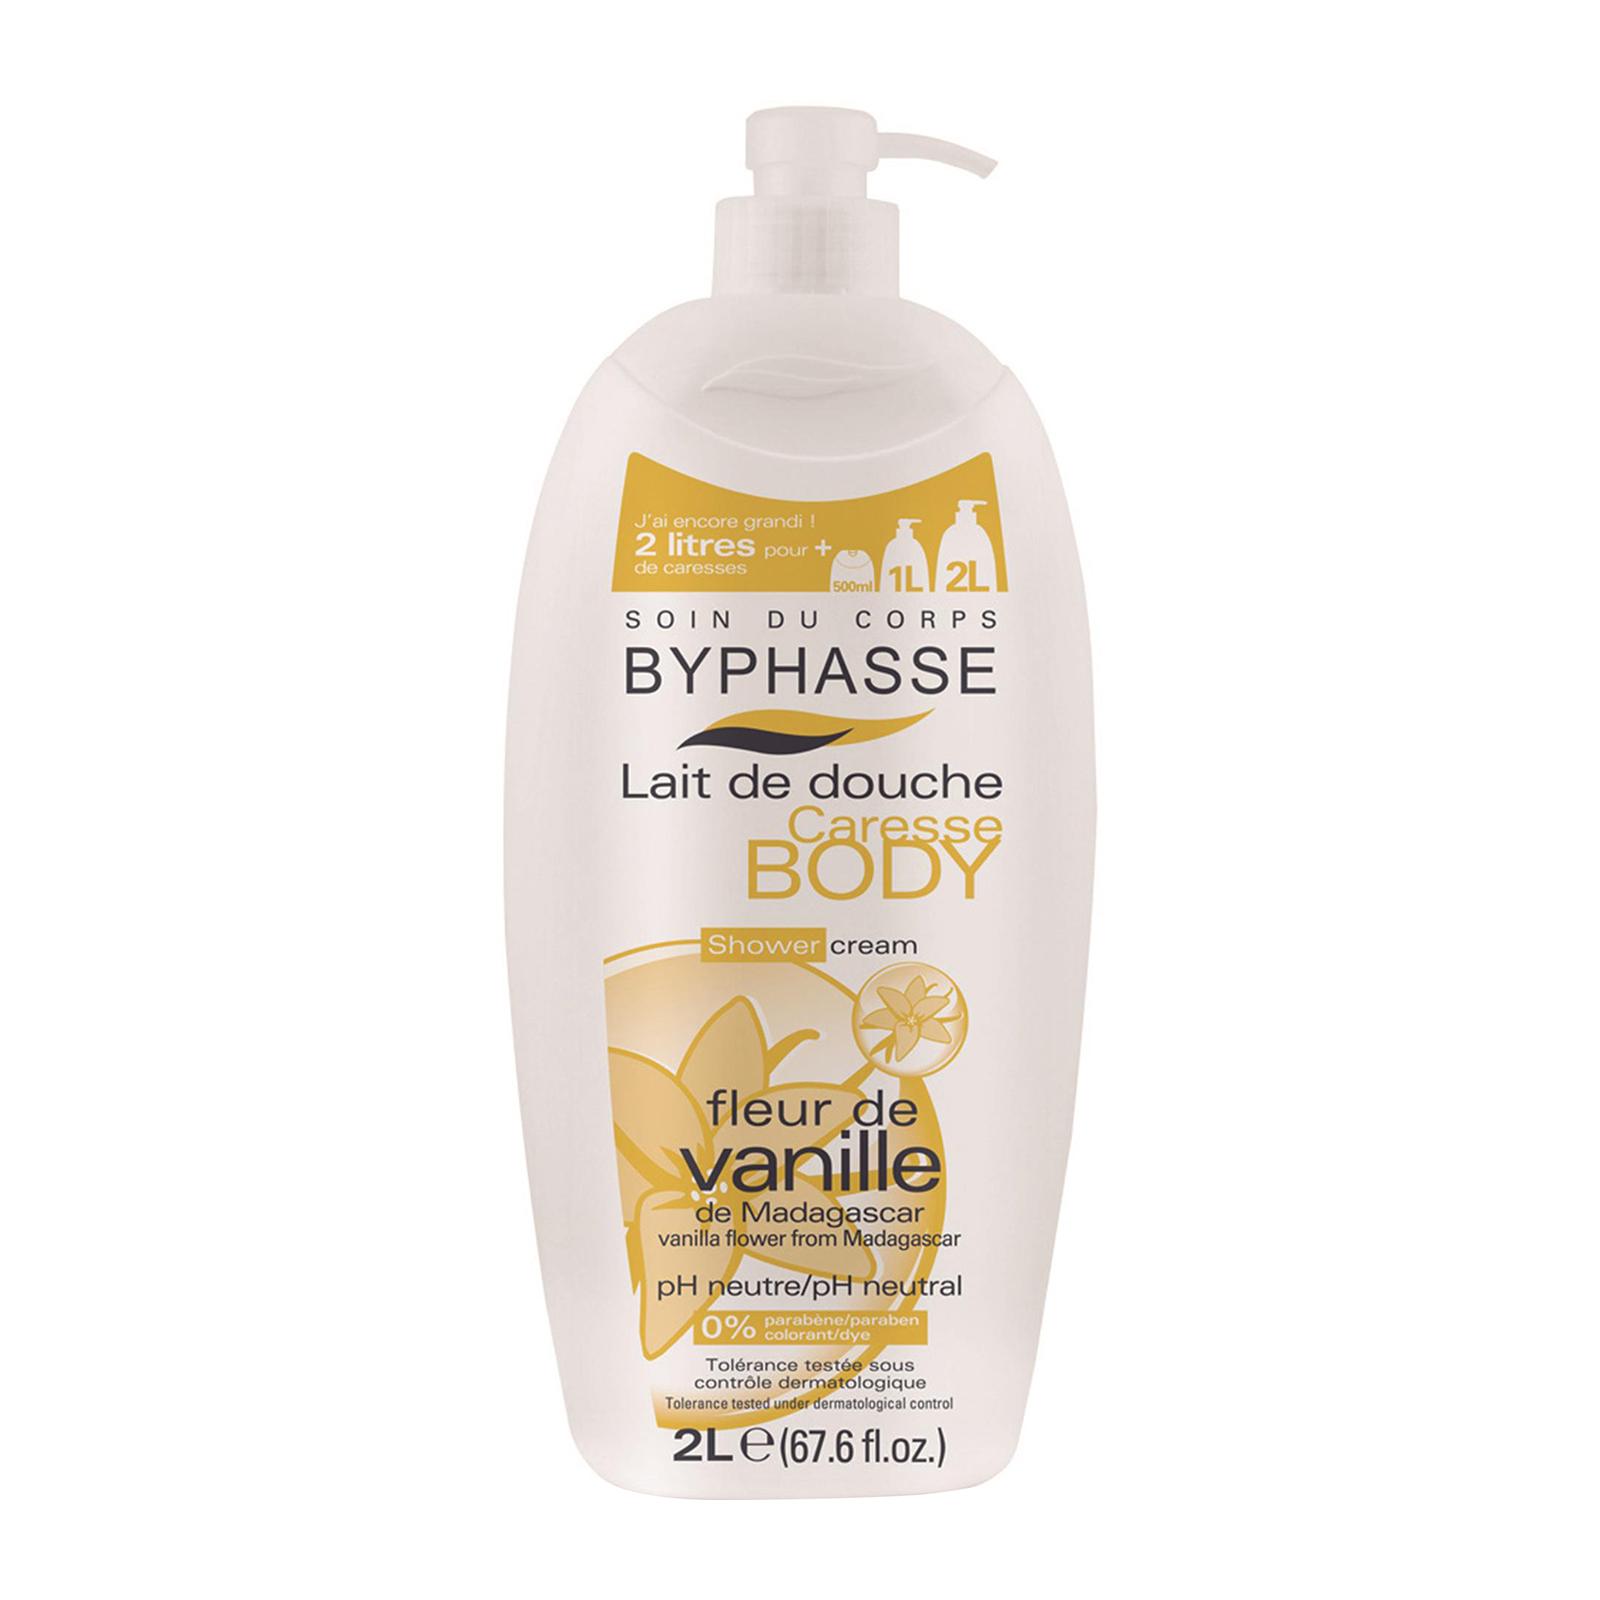 J'ai encore grandi !
2 litres pour +
de caresses
500ml 1L 2L
SOIN DU CORPS
BYPHASSE
Lait de douche
Caresse
BODY
Shower cream
fleur de
vanille
de Madagascar
vanilla flower from Madagascar
pH neutre/pH neutral
0% parabène/paraben
colorant/dye
Tolérance testée sous
contrôle dermatologique
Tolerance tested under dermatological control
2L ℮ (67.6 fl.oz.)